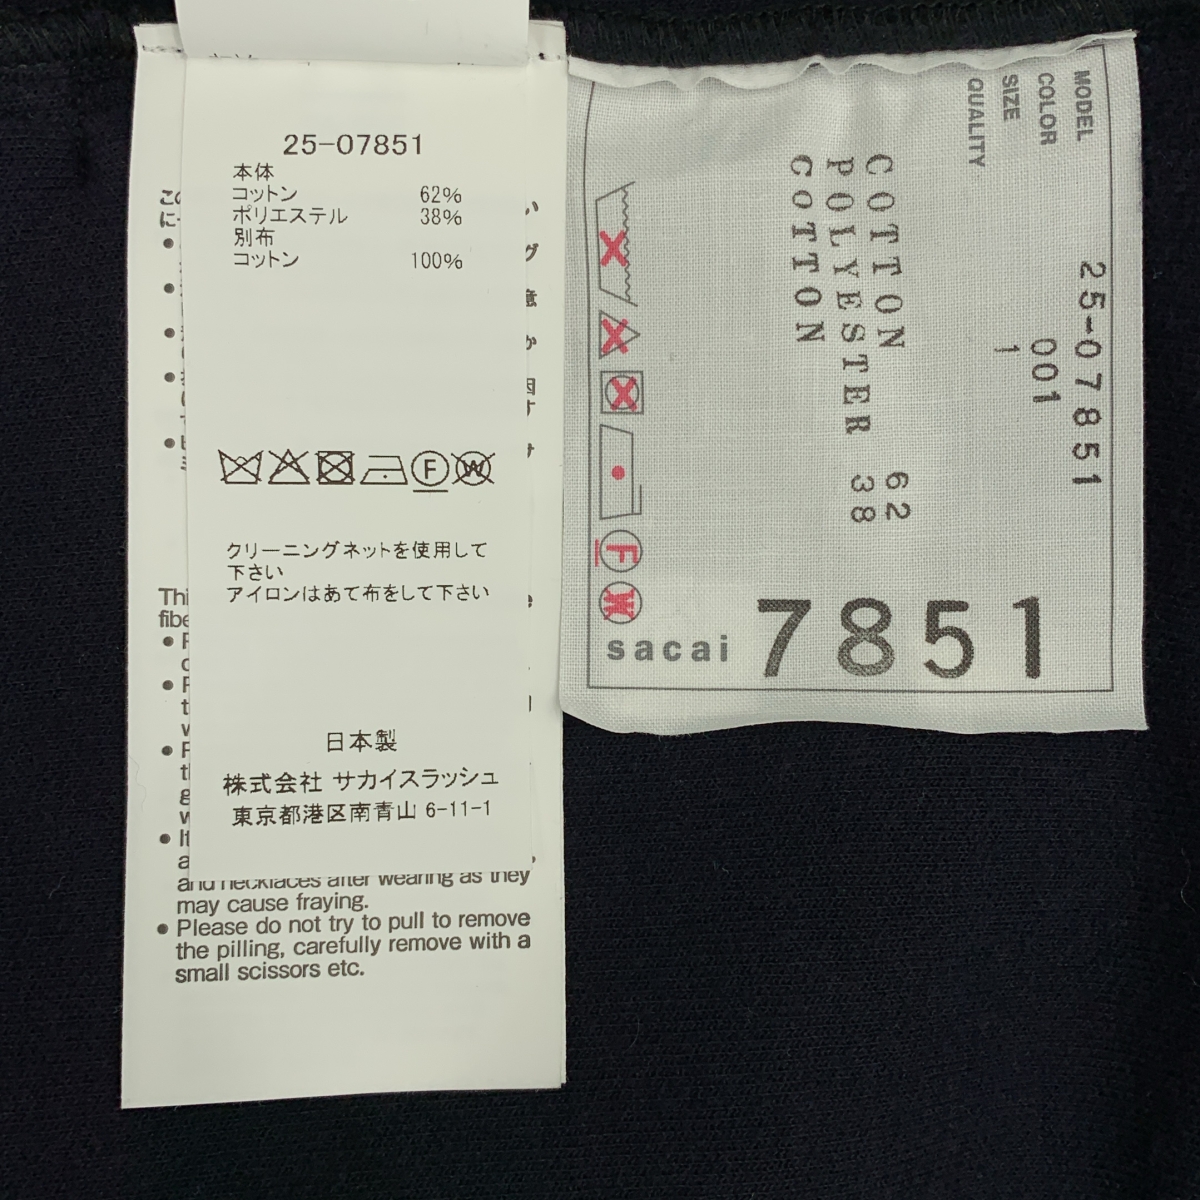 25-07851
本体
コットン 62%
ポリエステル 38%
別布
コットン 100%
クリーニングネットを使用して
下さい
アイロンはあて布をして下さい
日本製
株式会社 サカイスラッシュ
東京都港区南青山 6-11-1
and necklaces after wearing as they
may cause fraying.
● Please do not try to pull to remove
the pilling, carefully remove with a
small scissors etc.
MODEL 25-07851
COLOR 001
SIZE 1
QUALITY
COTTON 62
POLYESTER 38
COTTON
sacai 7851